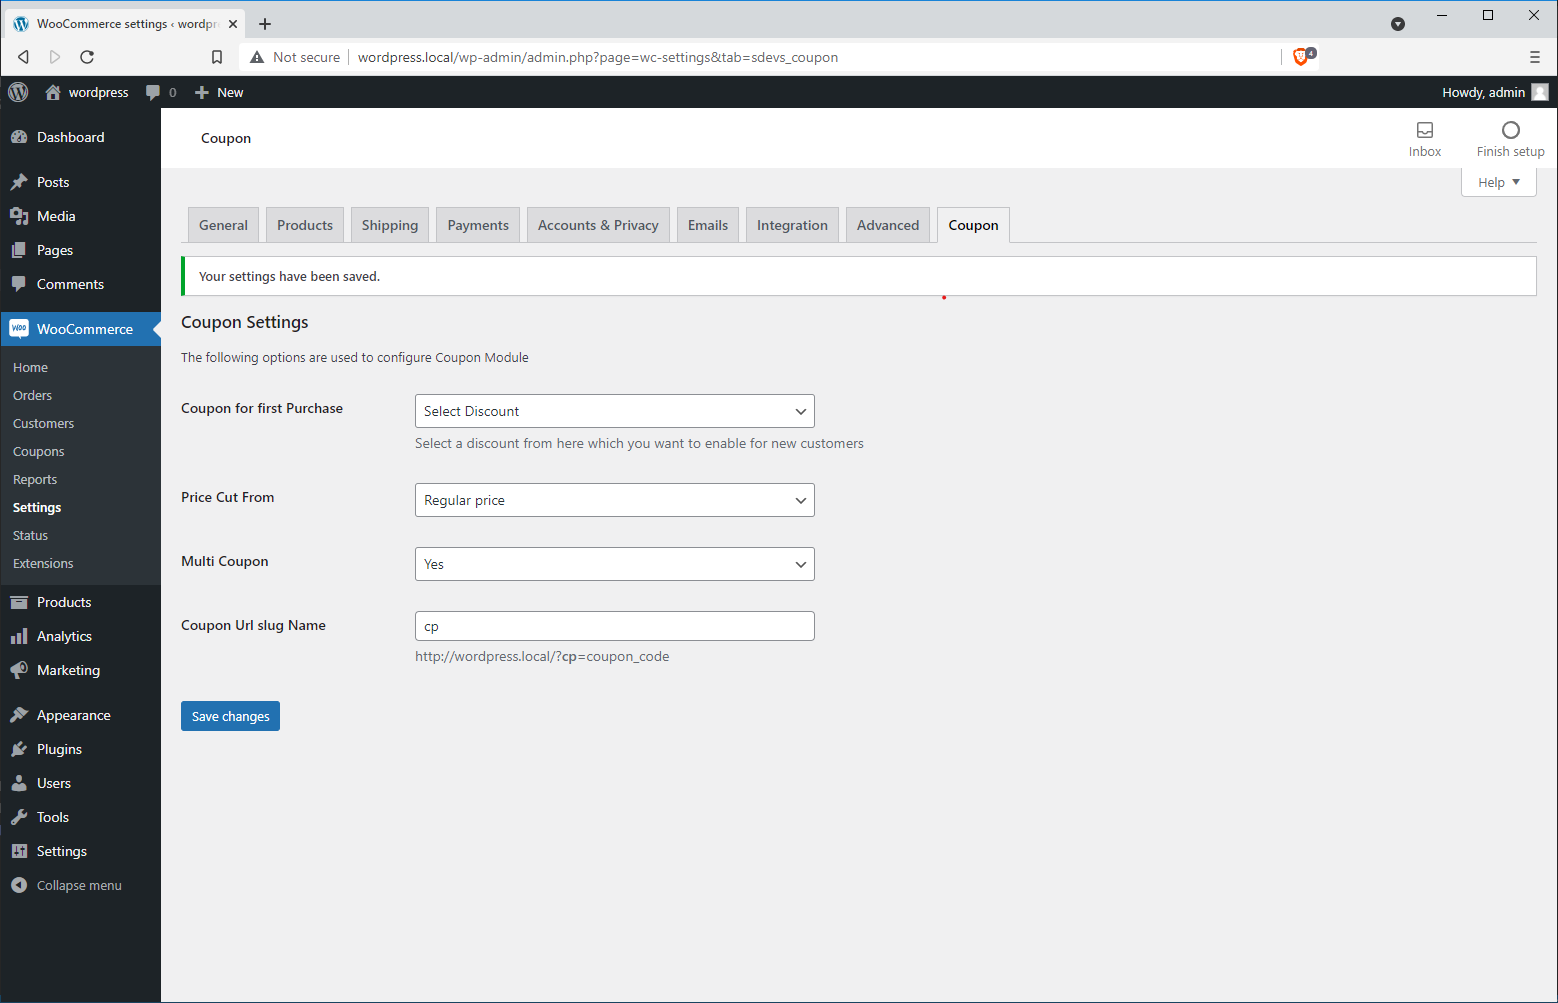 WooCommerce settings ‹ wordpr
Not secure
wordpress.local/wp-admin/admin.php?page=wc-settings&tab=sdevs_coupon
4
wordpress
0
New
Howdy, admin
Dashboard
Posts
Media
Pages
Comments
WooCommerce
Home
Orders
Customers
Coupons
Reports
Settings
Status
Extensions
Products
Analytics
Marketing
Appearance
Plugins
Users
Tools
Settings
Collapse menu
Coupon
Inbox
Finish setup
Help
General
Products
Shipping
Payments
Accounts & Privacy
Emails
Integration
Advanced
Coupon
Your settings have been saved.
Coupon Settings
The following options are used to configure Coupon Module
Coupon for first Purchase
Select Discount
Select a discount from here which you want to enable for new customers
Price Cut From
Regular price
Multi Coupon
Yes
Coupon Url slug Name
cp
http://wordpress.local/?cp=coupon_code
Save changes